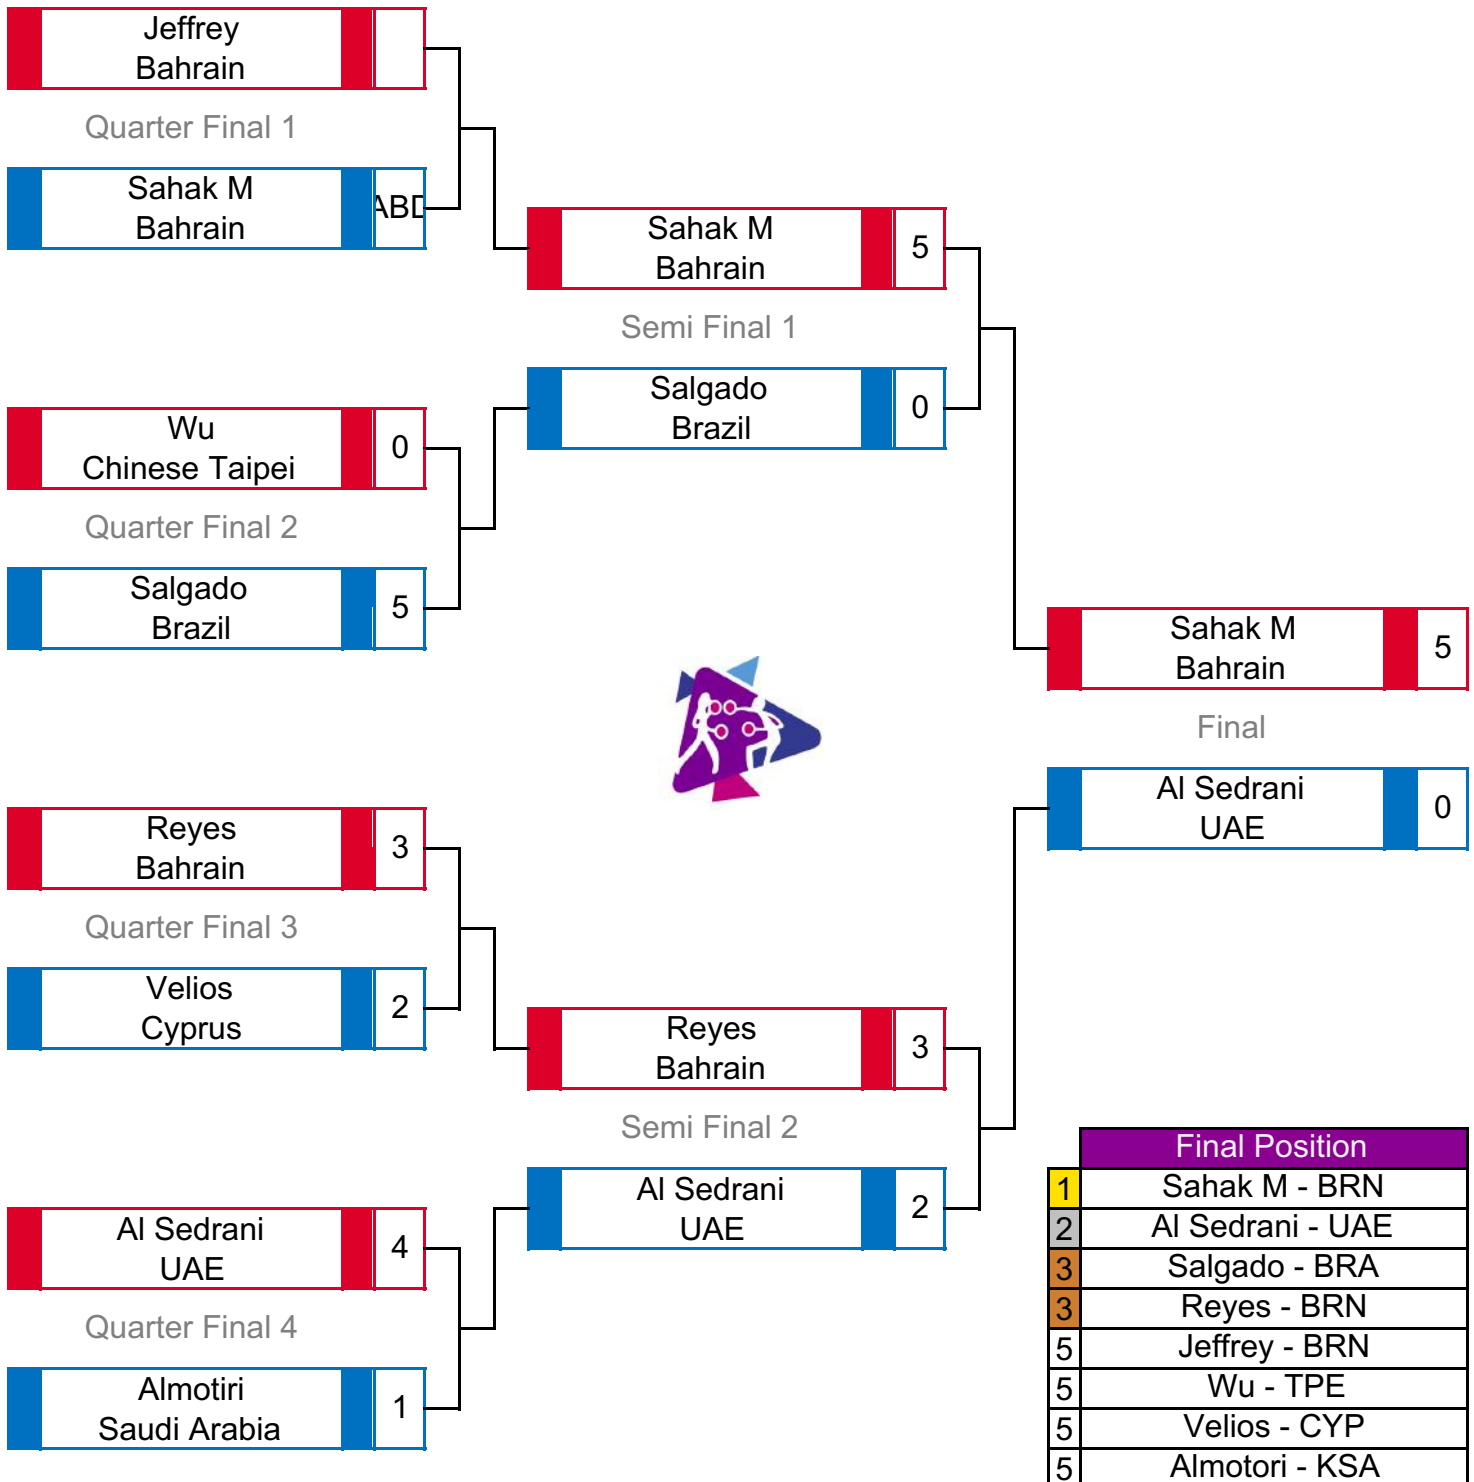 Jeffrey
Bahrain
Quarter Final 1
Sahak M
Bahrain
ABD
Sahak M
Bahrain
5
Semi Final 1
Salgado
Brazil
0
Wu
Chinese Taipei
0
Quarter Final 2
Salgado
Brazil
5
Sahak M
Bahrain
5
Final
Al Sedrani
UAE
0
Reyes
Bahrain
3
Quarter Final 3
Velios
Cyprus
2
Reyes
Bahrain
3
Semi Final 2
Al Sedrani
UAE
2
Al Sedrani
UAE
4
Quarter Final 4
Almotiri
Saudi Arabia
1
Final Position
1 Sahak M - BRN
2 Al Sedrani - UAE
3 Salgado - BRA
3 Reyes - BRN
5 Jeffrey - BRN
5 Wu - TPE
5 Velios - CYP
5 Almotori - KSA